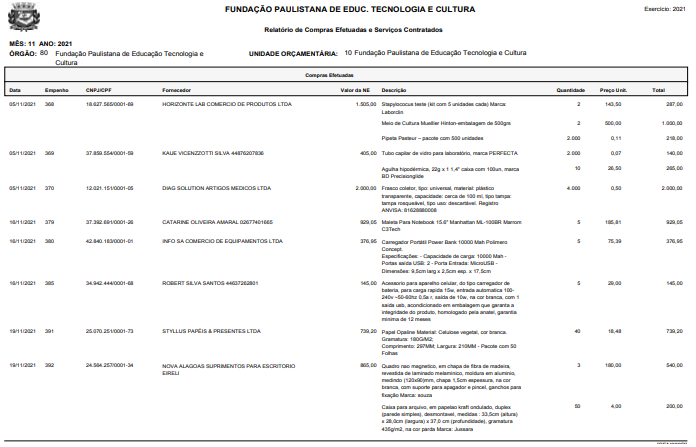 FUNDAÇÃO PAULISTANA DE EDUC. TECNOLOGIA E CULTURA
Exercício: 2021
Relatório de Compras Efetuadas e Serviços Contratados
MÊS: 11 ANO: 2021
ÓRGÃO: 80 Fundação Paulistana de Educação Tecnologia e Cultura
UNIDADE ORÇAMENTÁRIA: 10 Fundação Paulistana de Educação Tecnologia e Cultura
Compras Efetuadas
Data Empenho CNPJ/CPF Fornecedor Valor da NE Descrição Quantidade Preço Unit. Total
05/11/2021 368 18.627.565/0001-69 HORIZONTE LAB COMERCIO DE PRODUTOS LTDA 1.505,00 Stapylococus teste (kit com 5 unidades cada) Marca: 2 143,50 287,00
Laborclin
Meio de Cultura Muelller Hinton-embalagem de 500grs 2 500,00 1.000,00
Pipeta Pasteur – pacote com 500 unidades 2.000 0,11 218,00
05/11/2021 369 37.859.554/0001-59 KAUE VICENZZOTTI SILVA 44876207836 405,00 Tubo capilar de vidro para laboratório, marca PERFECTA 2.000 0,07 140,00
Agulha hipodérmica, 22g x 1 1,4" caixa com 100un, marca 10 26,50 265,00
BD Precisionglide
05/11/2021 370 12.021.151/0001-05 DIAG SOLUTION ARTIGOS MEDICOS LTDA 2.000,00 Frasco coletor, tipo: universal, material: plástico 4.000 0,50 2.000,00
transparente, capacidade: cerca de 100 ml, tipo tampa:
tampa rosqueável, tipo uso: descartável. Registro
ANVISA: 81628880008
16/11/2021 379 37.392.691/0001-26 CATARINE OLIVEIRA AMARAL 02677401665 929,05 Maleta Para Notebook 15.6" Manhattan ML-100BR Marrom 5 185,81 929,05
C3Tech
16/11/2021 380 42.840.183/0001-01 INFO SA COMERCIO DE EQUIPAMENTOS LTDA 376,95 Carregador Portátil Power Bank 10000 Mah Polimero 5 75,39 376,95
Concept.
Especificações: - Capacidade de carga: 10000 Mah -
Portas saída USB: 2 - Porta Entrada: MicroUSB -
Dimensões: 9,5cm larg x 2,5cm esp. x 17,5cm
16/11/2021 385 34.942.444/0001-68 ROBERT SILVA SANTOS 44637262801 145,00 Acessorio para aparelho celular, do tipo carregador de 5 29,00 145,00
bateria, para carga rapida 15w, entrada automatica 100-
240v ~50-60hz 0,5a r, saida de 10w, na cor branca, com 1
saida usb, acondicionado em embalagem que garanta a
integridade do produto, homologado pela anatel, garantia
minima de 12 meses
19/11/2021 391 25.070.251/0001-73 STYLLUS PAPÉIS & PRESENTES LTDA 739,20 Papel Opaline Material: Celulose vegetal, cor branca. 40 18,48 739,20
Gramatura: 180G/M2;
Comprimento: 297MM; Largura: 210MM - Pacote com 50
Folhas
19/11/2021 392 24.564.257/0001-34 NOVA ALAGOAS SUPRIMENTOS PARA ESCRITORIO EIRELI 865,00 Quadro nao magnetico, em chapa de fibra de madeira, 3 180,00 540,00
revestida de laminado melaminico, moldura em aluminio,
medindo (120x90)mm, chapa 1,5cm espessura, na cor
branca, com suporte para apagador e pincel, ganchos para
fixação Marca: souza
Caixa para arquivo, em papelao kraft ondulado, duplex 50 4,00 200,00
(parede simples), desmontável, medidas : 33,5cm (altura)
x 28,0cm (largura) x 37,0 cm (profundidade), gramatura
435g/m2, na cor parda Marca: Jussara